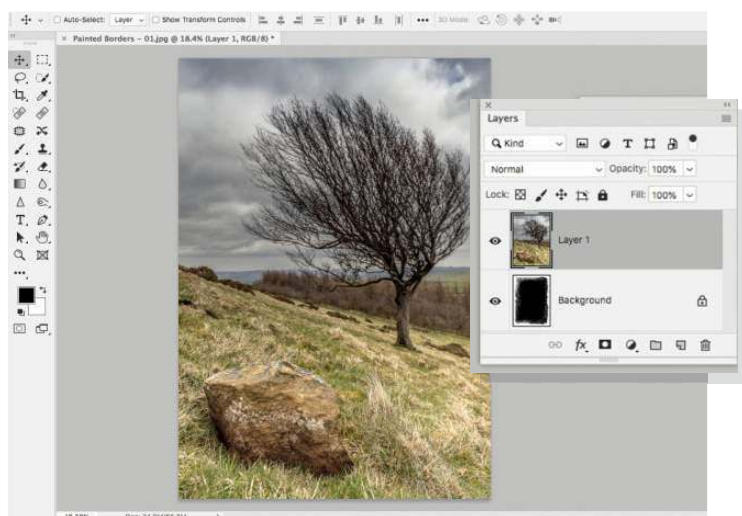 Auto-Select: Layer Show Transform Controls ••• 3D Mode:
× Painted Borders – 01.jpg @ 18.4% (Layer 1, RGB/8) *
Layers
Kind T
Normal Opacity: 100%
Lock: Fill: 100%
Layer 1
Background
fx